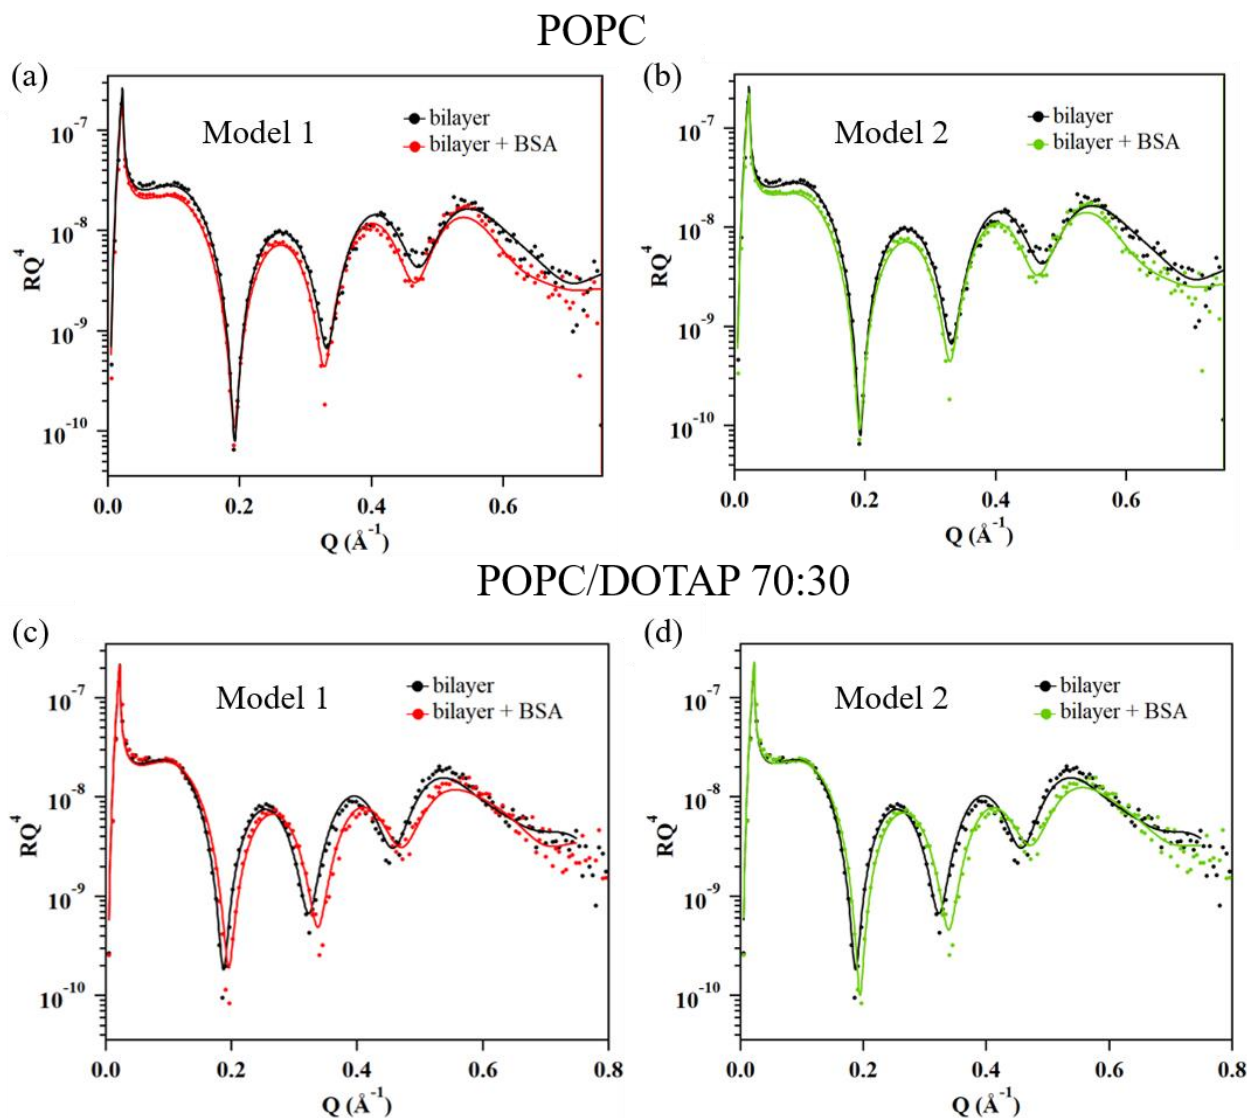 POPC
(a)
Model 1
bilayer
bilayer + BSA
10^-7
10^-8
10^-9
10^-10
RQ^4
0.0 0.2 0.4 0.6
Q (Å^-1)
(b)
Model 2
bilayer
bilayer + BSA
10^-7
10^-8
10^-9
10^-10
RQ^4
0.0 0.2 0.4 0.6
Q (Å^-1)
POPC/DOTAP 70:30
(c)
Model 1
bilayer
bilayer + BSA
10^-7
10^-8
10^-9
10^-10
RQ^4
0.0 0.2 0.4 0.6 0.8
Q (Å^-1)
(d)
Model 2
bilayer
bilayer + BSA
10^-7
10^-8
10^-9
10^-10
RQ^4
0.0 0.2 0.4 0.6 0.8
Q (Å^-1)